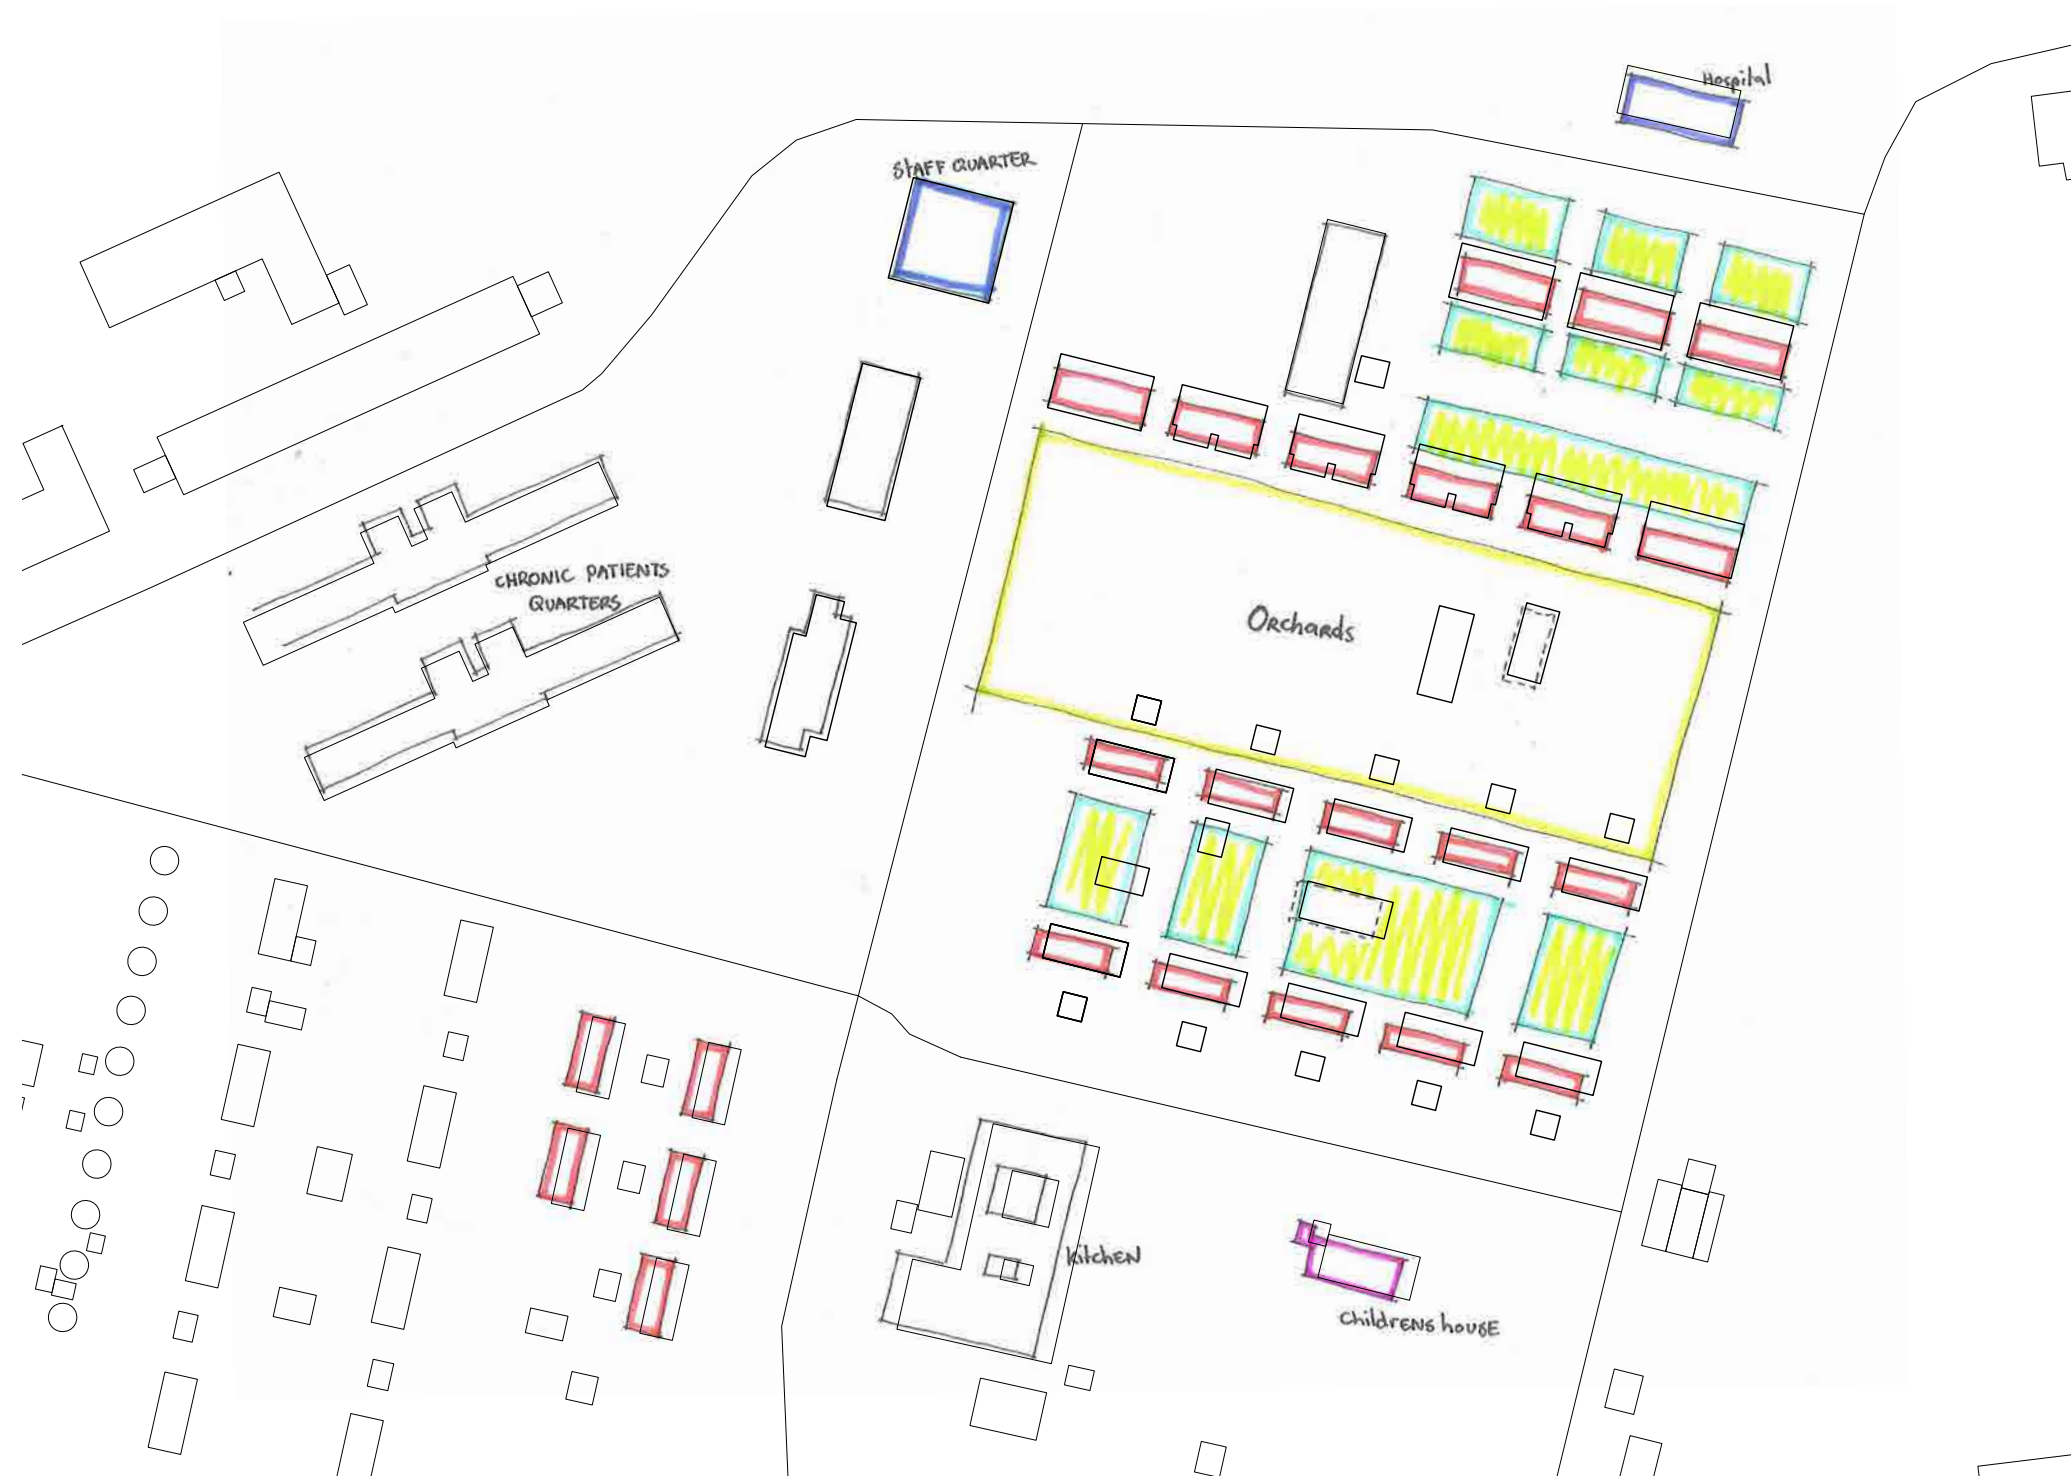 Hospital
STAFF QUARTER
CHRONIC PATIENTS
QUARTERS
Orchards
kitchEN
ChildrENs housE